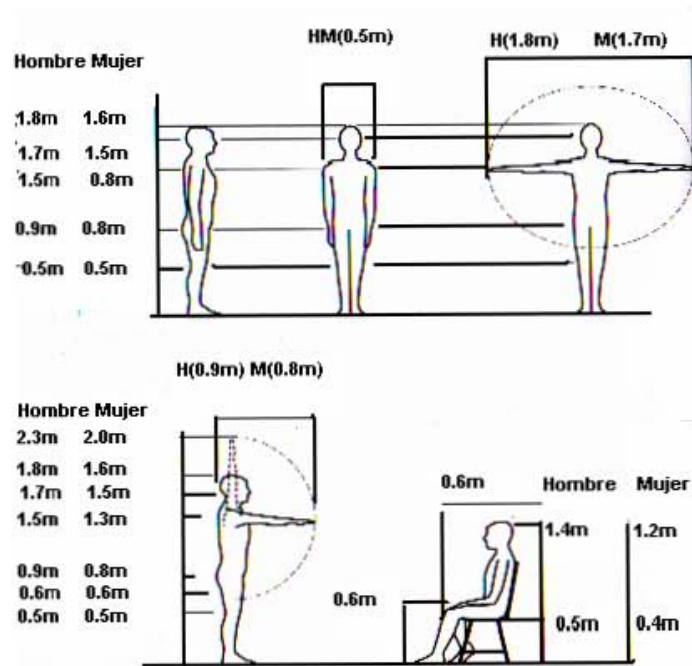 HM(0.5m)
H(1.8m) M(1.7m)
Hombre Mujer
1.8m 1.6m
1.7m 1.5m
1.5m 0.8m
0.9m 0.8m
0.5m 0.5m
H(0.9m) M(0.8m)
Hombre Mujer
2.3m 2.0m
1.8m 1.6m
1.7m 1.5m
1.5m 1.3m
0.9m 0.8m
0.6m 0.6m
0.5m 0.5m
0.6m Hombre Mujer
1.4m 1.2m
0.6m
0.5m 0.4m